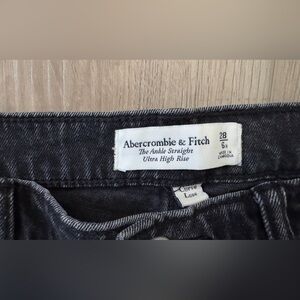 Abercrombie & Fitch
The Ankle Straight
Ultra High Rise
28
Curve
Love